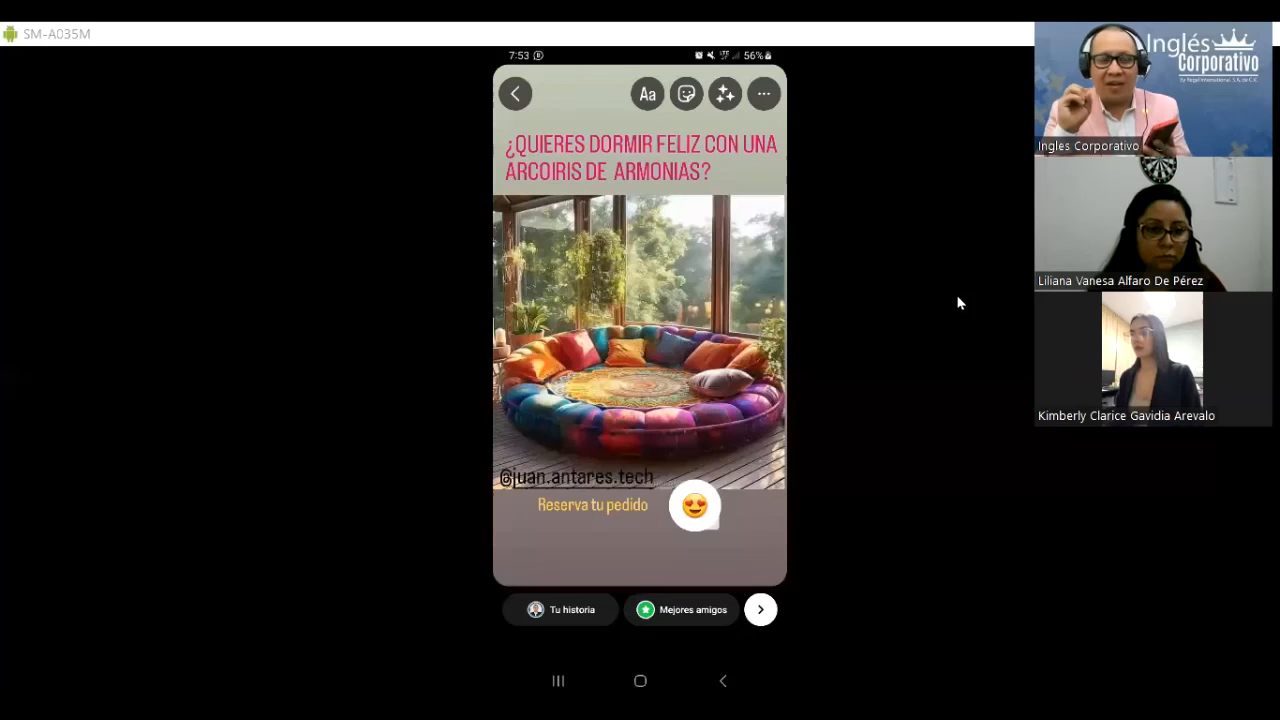 SM-A035M
7:53
56%
Aa
¿QUIERES DORMIR FELIZ CON UNA
ARCOIRIS DE ARMONIAS?
@juan.antares.tech
Reserva tu pedido
Tu historia
Mejores amigos
Inglés
Corporativo
Ingles Corporativo
Liliana Vanesa Alfaro De Pérez
Kimberly Clarice Gavidia Arevalo